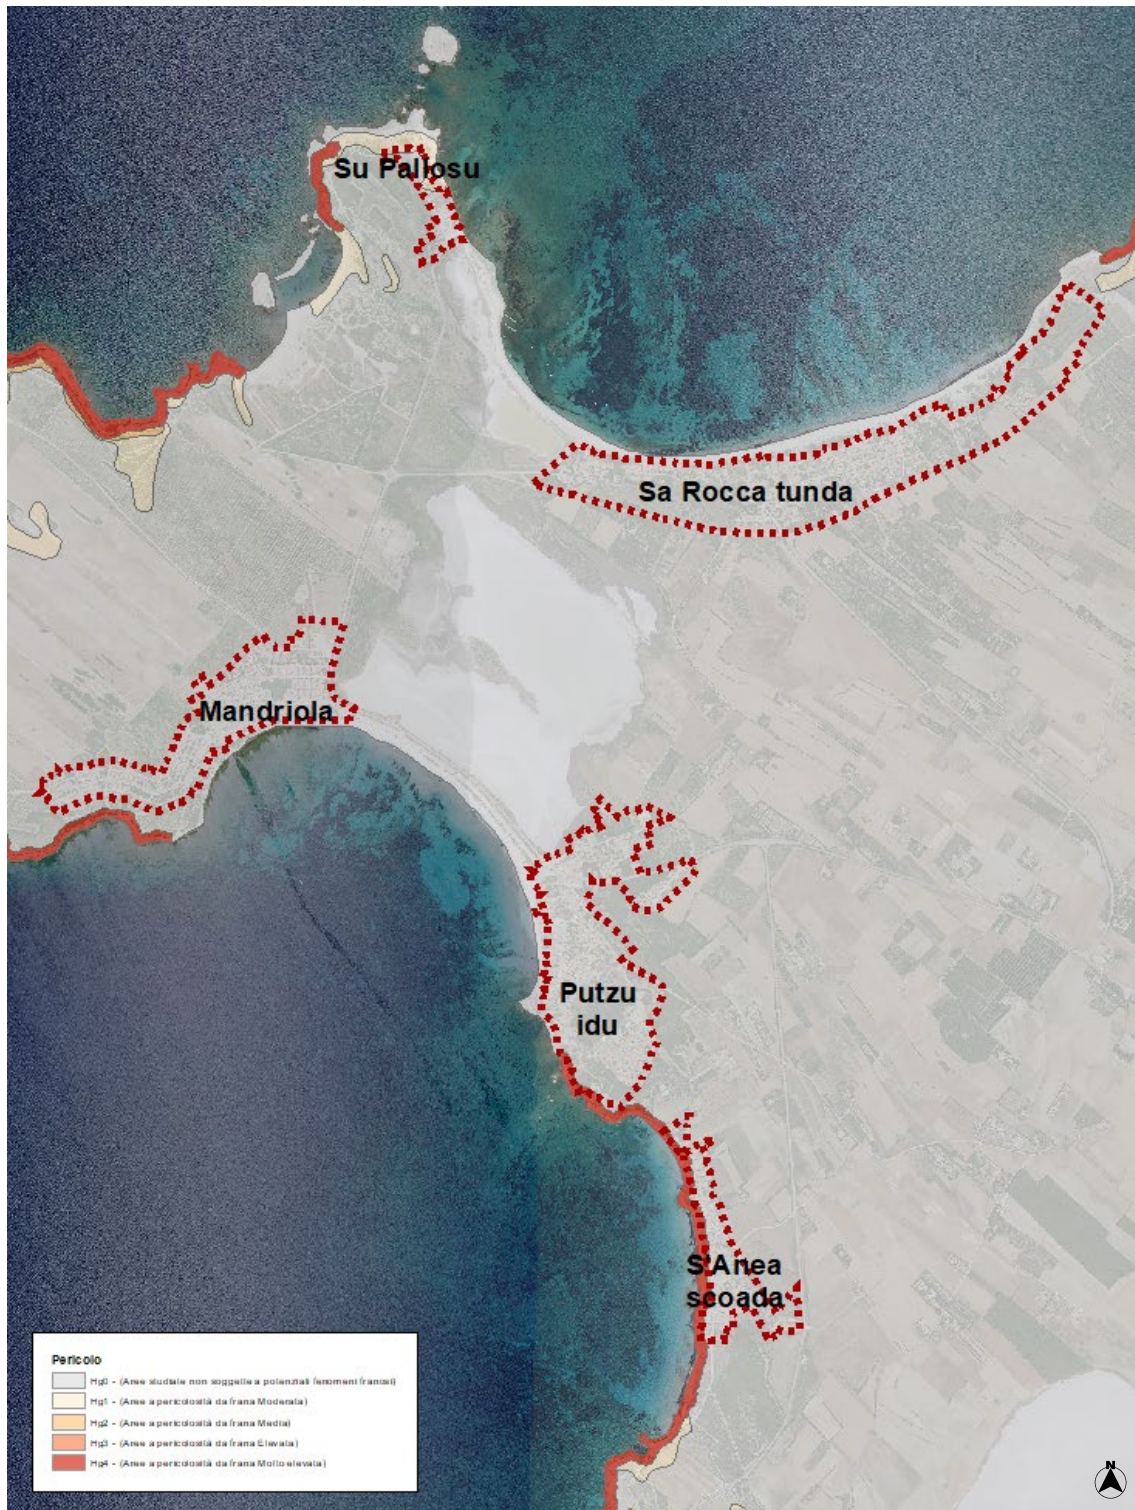 Su Pallosu
Sa Rocca tunda
Mandriola
Putzu
idu
S'Anea
scoada
Pericolo
Hg0 - (Aree studiate non soggette a potenziali fenomeni franosi)
Hg1 - (Aree a pericolosità da frana Moderata)
Hg2 - (Aree a pericolosità da frana Media)
Hg3 - (Aree a pericolosità da frana Elevata)
Hg4 - (Aree a pericolosità da frana Molto elevata)
N